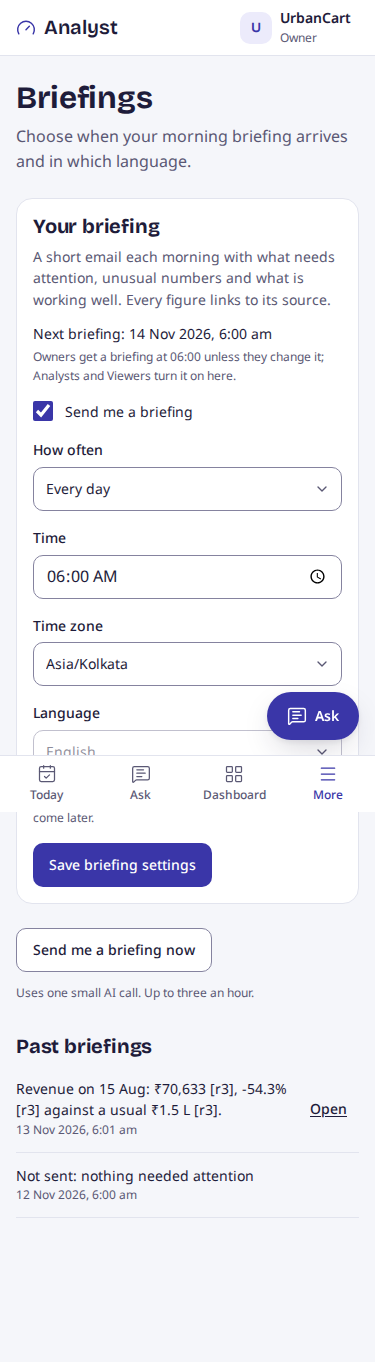 Analyst
U
UrbanCart
Owner
Briefings
Choose when your morning briefing arrives
and in which language.
Your briefing
A short email each morning with what needs
attention, unusual numbers and what is
working well. Every figure links to its source.
Next briefing: 14 Nov 2026, 6:00 am
Owners get a briefing at 06:00 unless they change it;
Analysts and Viewers turn it on here.
Send me a briefing
How often
Every day
Time
06:00 AM
Time zone
Asia/Kolkata
Language
Ask
English
Today
Ask
Dashboard
More
come later.
Save briefing settings
Send me a briefing now
Uses one small AI call. Up to three an hour.
Past briefings
Revenue on 15 Aug: ₹70,633 [r3], -54.3%
[r3] against a usual ₹1.5 L [r3].
Open
13 Nov 2026, 6:01 am
Not sent: nothing needed attention
12 Nov 2026, 6:00 am